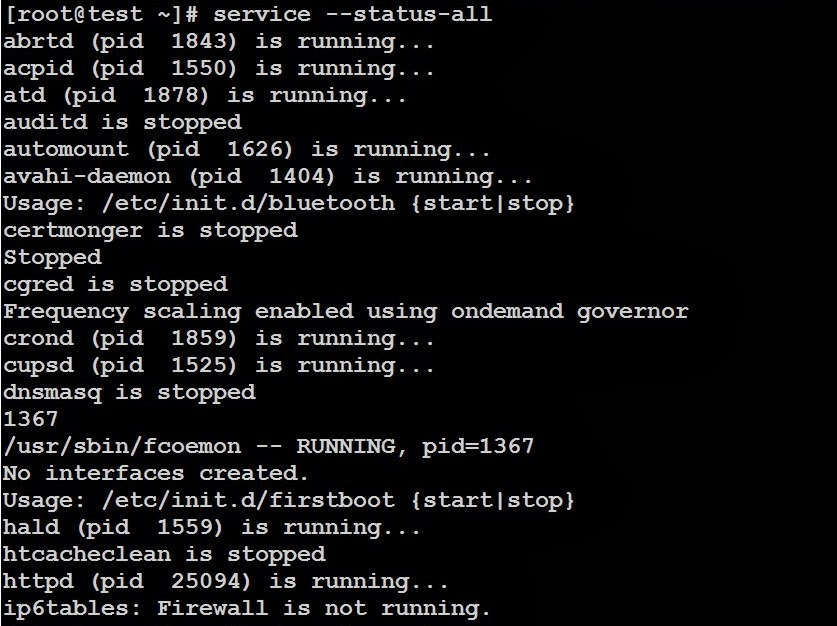 [root@test ~]# service --status-all
abrtd (pid  1843) is running...
acpid (pid  1550) is running...
atd (pid  1878) is running...
auditd is stopped
automount (pid  1626) is running...
avahi-daemon (pid  1404) is running...
Usage: /etc/init.d/bluetooth {start|stop}
certmonger is stopped
Stopped
cgred is stopped
Frequency scaling enabled using ondemand governor
crond (pid  1859) is running...
cupsd (pid  1525) is running...
dnsmasq is stopped
1367
/usr/sbin/fcoemon -- RUNNING, pid=1367
No interfaces created.
Usage: /etc/init.d/firstboot {start|stop}
hald (pid  1559) is running...
htcacheclean is stopped
httpd (pid  25094) is running...
ip6tables: Firewall is not running.